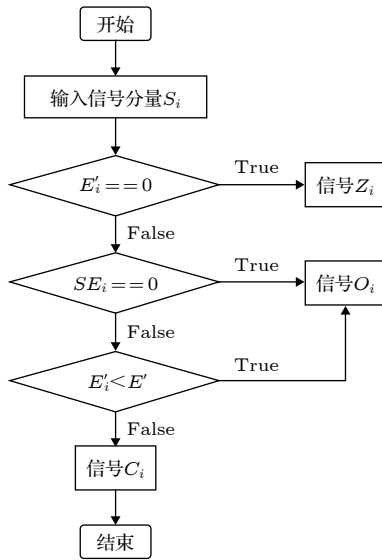 开始
输入信号分量S_i
E'_i==0
True
信号Z_i
False
SE_i==0
True
信号O_i
False
E'_i<E'
True
False
信号C_i
结束